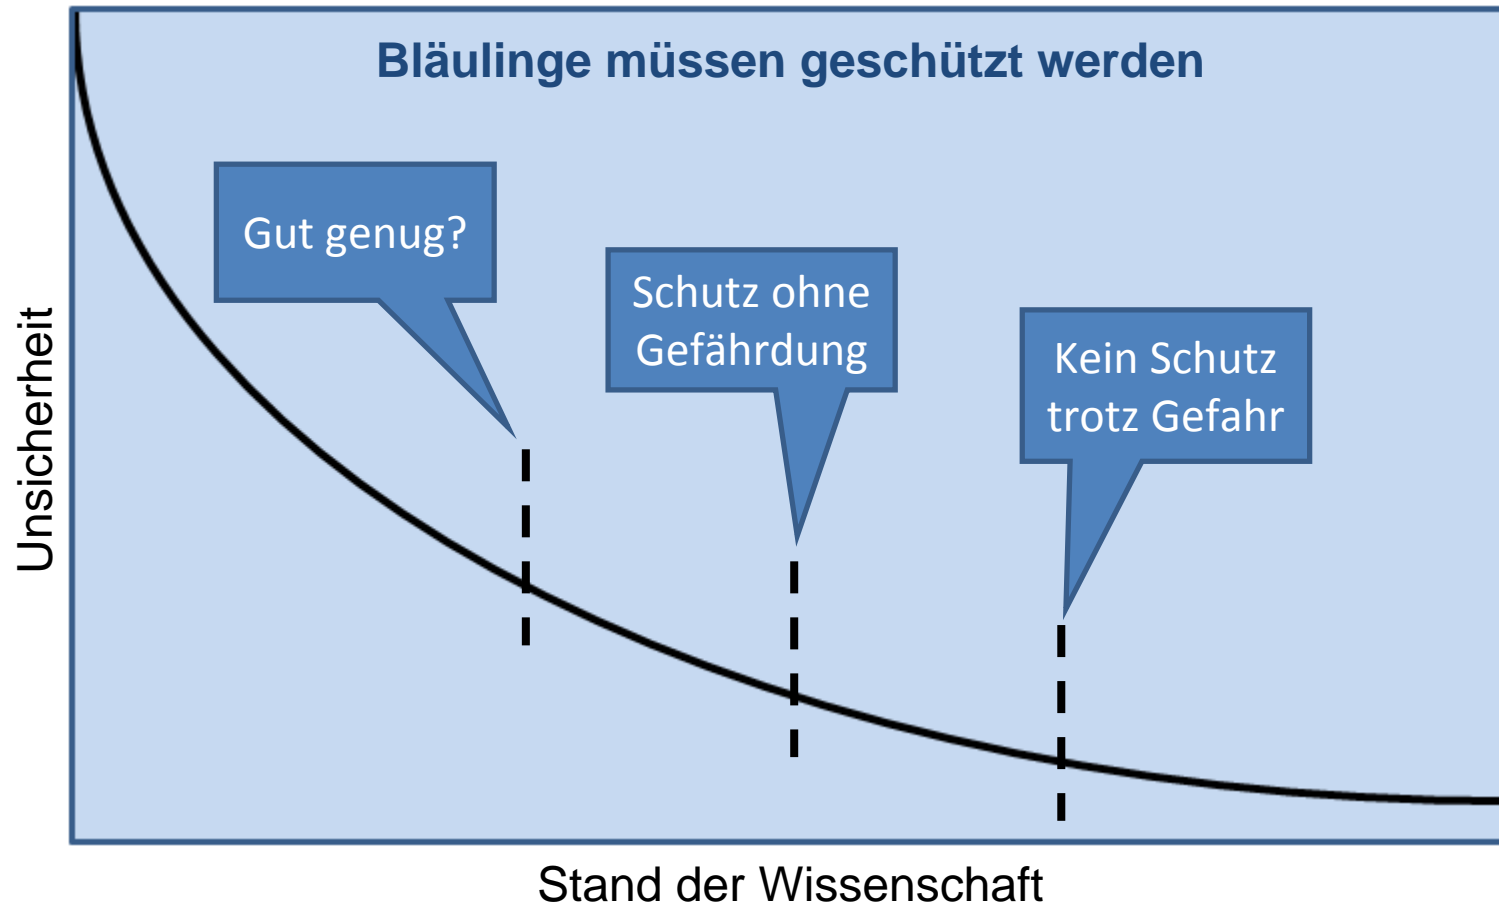 Bläulinge müssen geschützt werden
Gut genug?
Schutz ohne
Gefährdung
Kein Schutz
trotz Gefahr
Unsicherheit
Stand der Wissenschaft